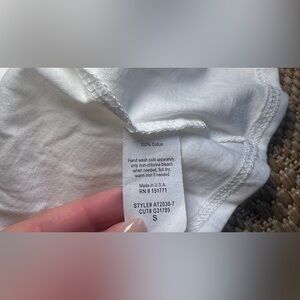 100% Cotton
Hand wash cold separately,
only non-chlorine bleach
when needed, flat dry,
warm iron if needed
Made in U.S.A.
RN # 151771
STYLE# AT2030-7
CUT# O31789
S